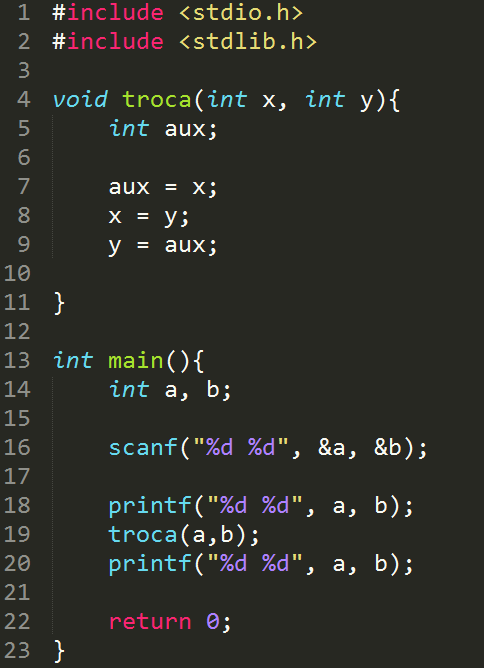 1 #include <stdio.h>
2 #include <stdlib.h>
3
4 void troca(int x, int y){
5     int aux;
6
7     aux = x;
8     x = y;
9     y = aux;
10
11 }
12
13 int main(){
14     int a, b;
15
16     scanf("%d %d", &a, &b);
17
18     printf("%d %d", a, b);
19     troca(a,b);
20     printf("%d %d", a, b);
21
22     return 0;
23 }